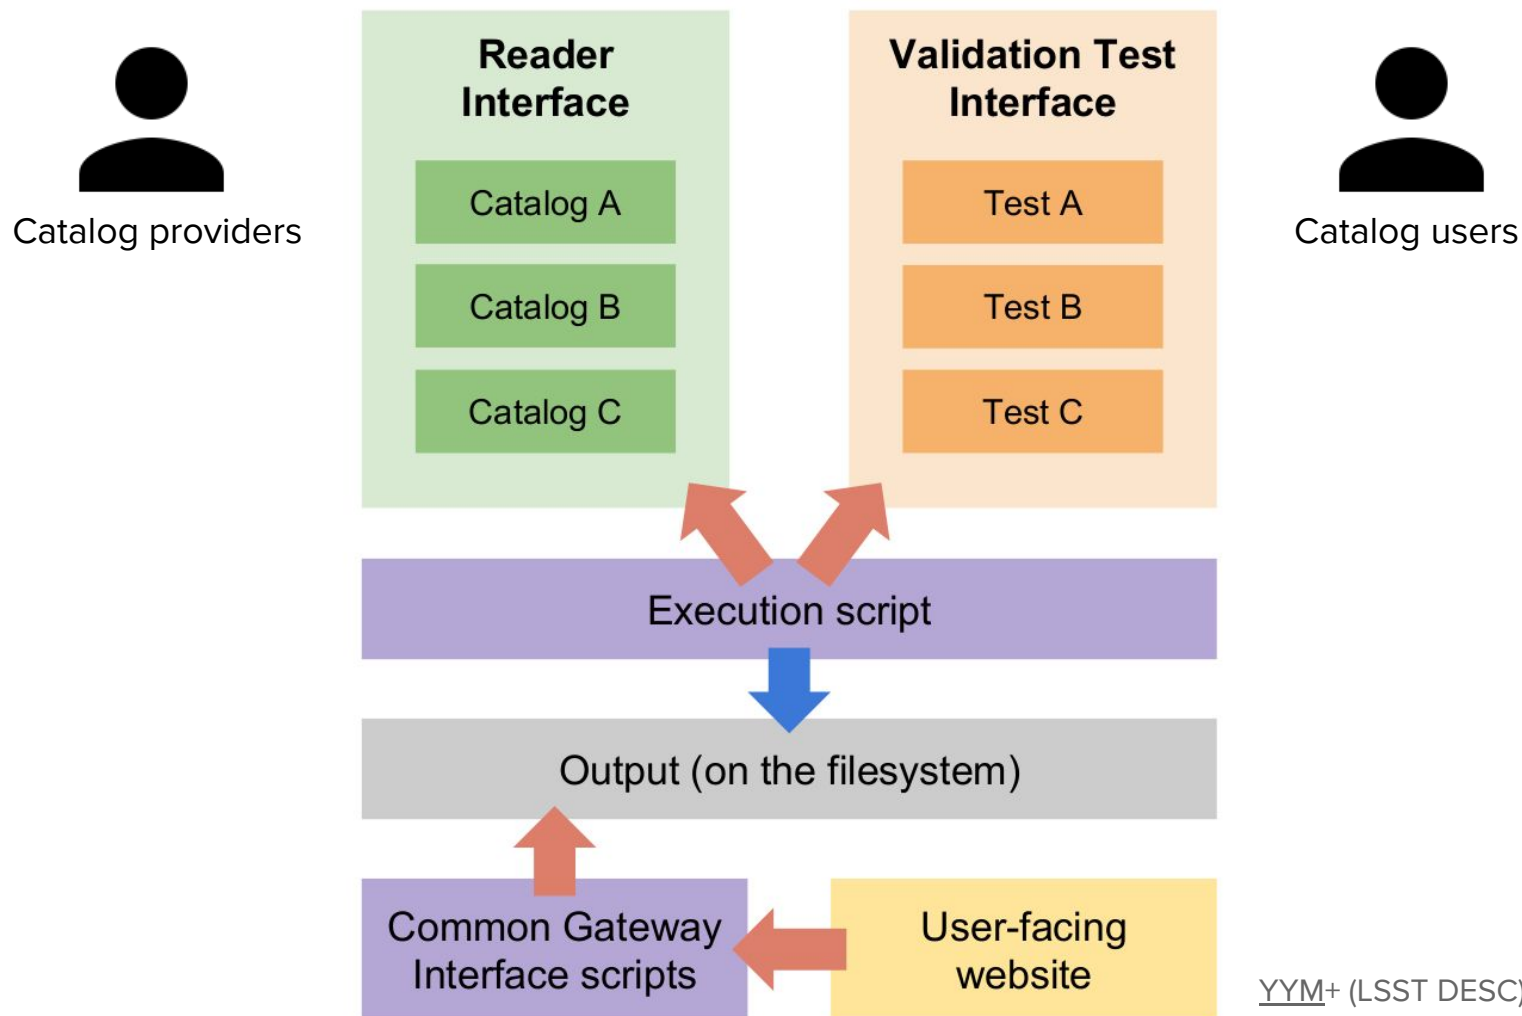 Catalog providers
Reader
Interface
Catalog A
Catalog B
Catalog C
Validation Test
Interface
Test A
Test B
Test C
Catalog users
Execution script
Output (on the filesystem)
Common Gateway
Interface scripts
User-facing
website
YYM+ (LSST DESC)